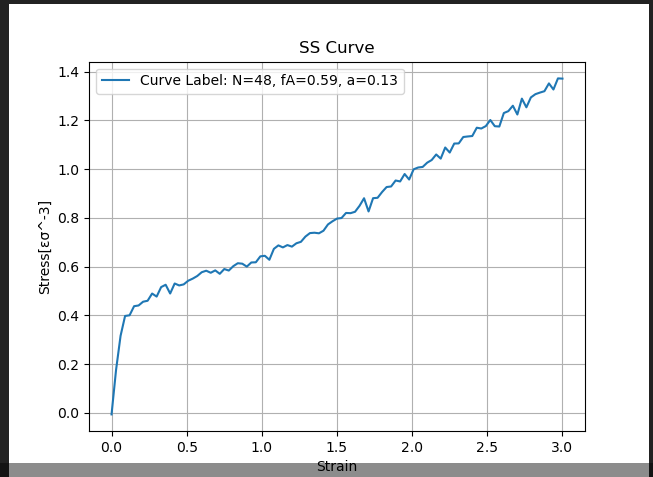 SS Curve
Curve Label: N=48, fA=0.59, a=0.13
Stress[εσ^-3]
1.4
1.2
1.0
0.8
0.6
0.4
0.2
0.0
0.0 0.5 1.0 1.5 2.0 2.5 3.0
Strain